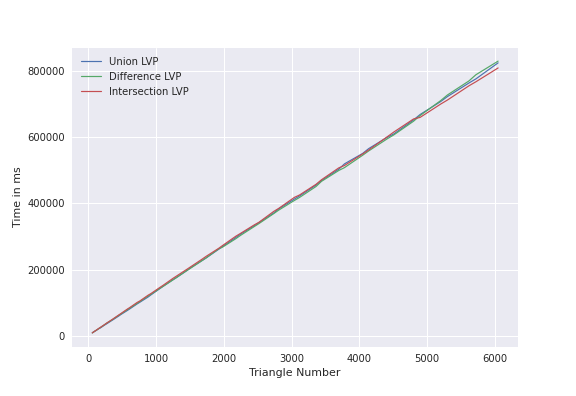 Union LVP
Difference LVP
Intersection LVP
800000
600000
400000
200000
0
Time in ms
0 1000 2000 3000 4000 5000 6000
Triangle Number